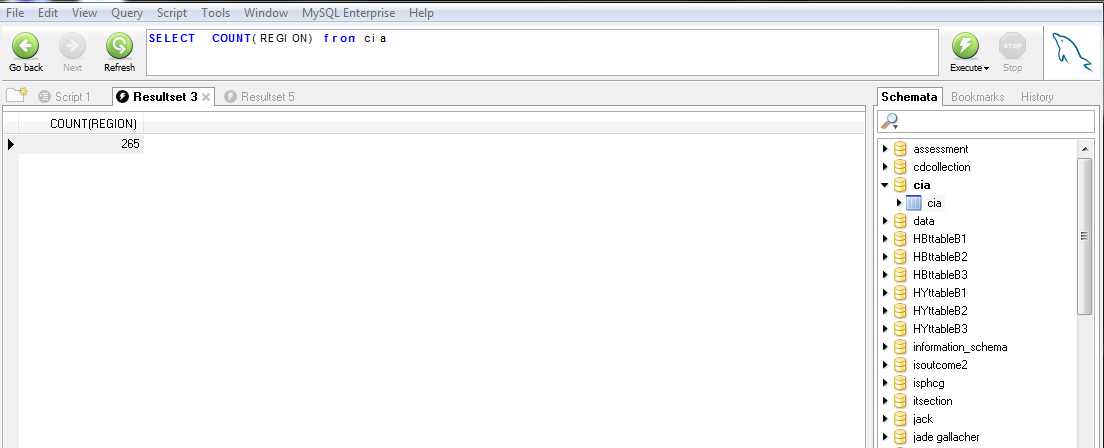 File Edit View Query Script Tools Window MySQL Enterprise Help
SELECT COUNT(REGION) from cia
Go back Next Refresh Execute STOP Stop
Script 1 Resultset 3 Resultset 5
Schemata Bookmarks History
COUNT(REGION)
265
assessment
cdcollection
cia
cia
data
HBttableB1
HBttableB2
HBttableB3
HYttableB1
HYttableB2
HYttableB3
information_schema
isoutcome2
isphcg
itsection
jack
jade gallacher